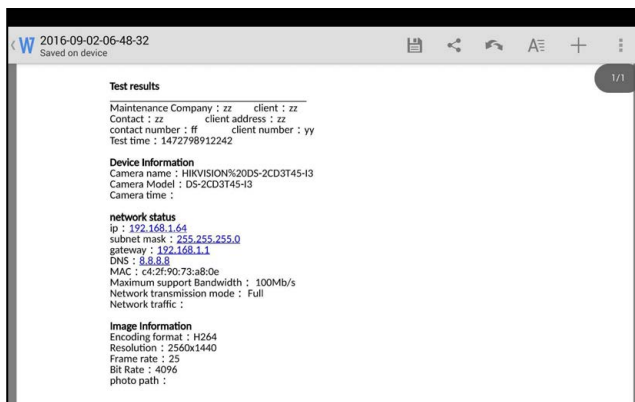 2016-09-02-06-48-32
Saved on device
1/1
Test results
Maintenance Company：zz client：zz
Contact：zz client address：zz
contact number：ff client number：yy
Test time：1472798912242
Device Information
Camera name：HIKVISION%20DS-2CD3T45-I3
Camera Model：DS-2CD3T45-I3
Camera time：
network status
ip：192.168.1.64
subnet mask：255.255.255.0
gateway：192.168.1.1
DNS：8.8.8.8
MAC：c4:2f:90:73:a8:0e
Maximum support Bandwidth：100Mb/s
Network transmission mode：Full
Network traffic：
Image Information
Encoding format：H264
Resolution：2560x1440
Frame rate：25
Bit Rate：4096
photo path：